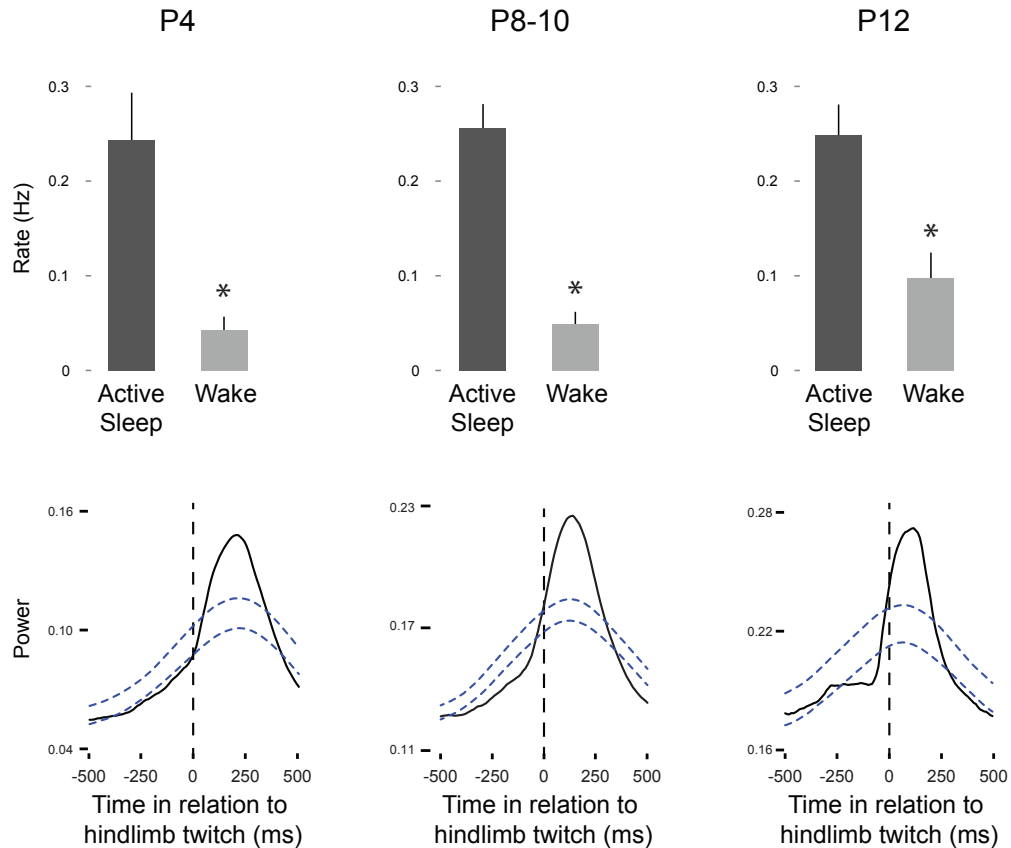 P4
P8-10
P12
Rate (Hz)
0.3
0.2
0.1
0
*
Active
Sleep
Wake
0.3
0.2
0.1
0
*
Active
Sleep
Wake
0.3
0.2
0.1
0
*
Active
Sleep
Wake
Power
0.16
0.10
0.04
-500 -250 0 250 500
Time in relation to
hindlimb twitch (ms)
0.23
0.17
0.11
-500 -250 0 250 500
Time in relation to
hindlimb twitch (ms)
0.28
0.22
0.16
-500 -250 0 250 500
Time in relation to
hindlimb twitch (ms)